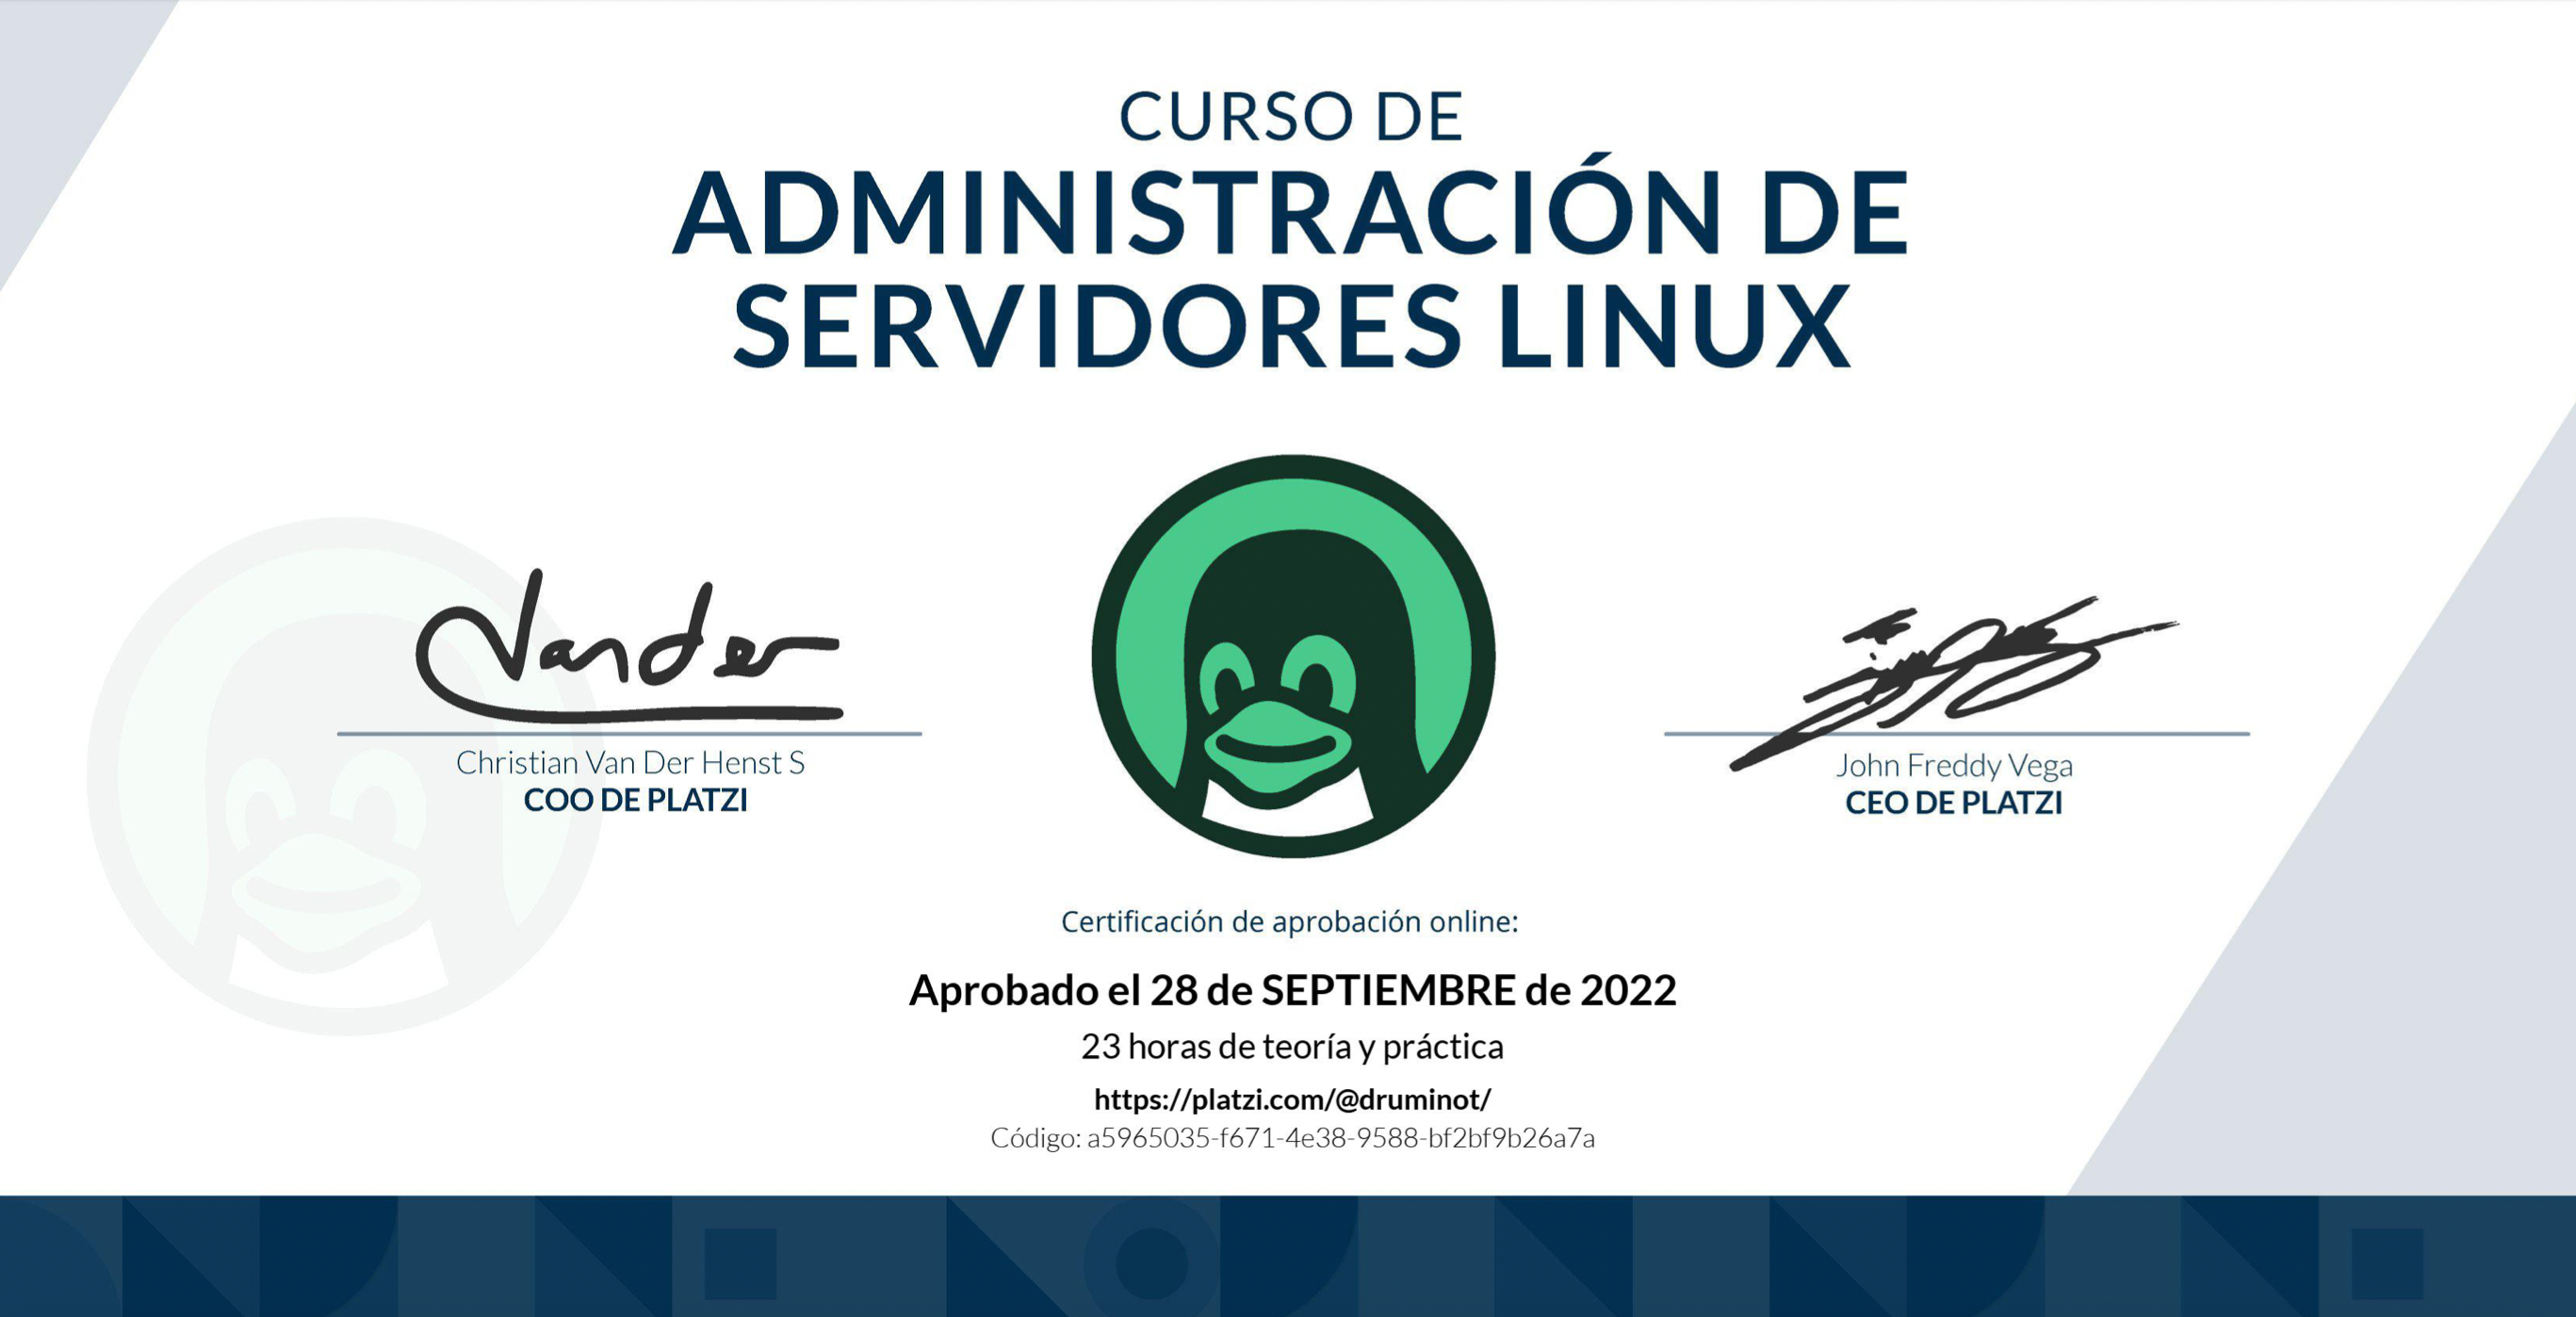 CURSO DE
ADMINISTRACIÓN DE
SERVIDORES LINUX
Vander
Christian Van Der Henst S
COO DE PLATZI
John Freddy Vega
CEO DE PLATZI
Certificación de aprobación online:
Aprobado el 28 de SEPTIEMBRE de 2022
23 horas de teoría y práctica
https://platzi.com/@druminot/
Código: a5965035-f671-4e38-9588-bf2bf9b26a7a